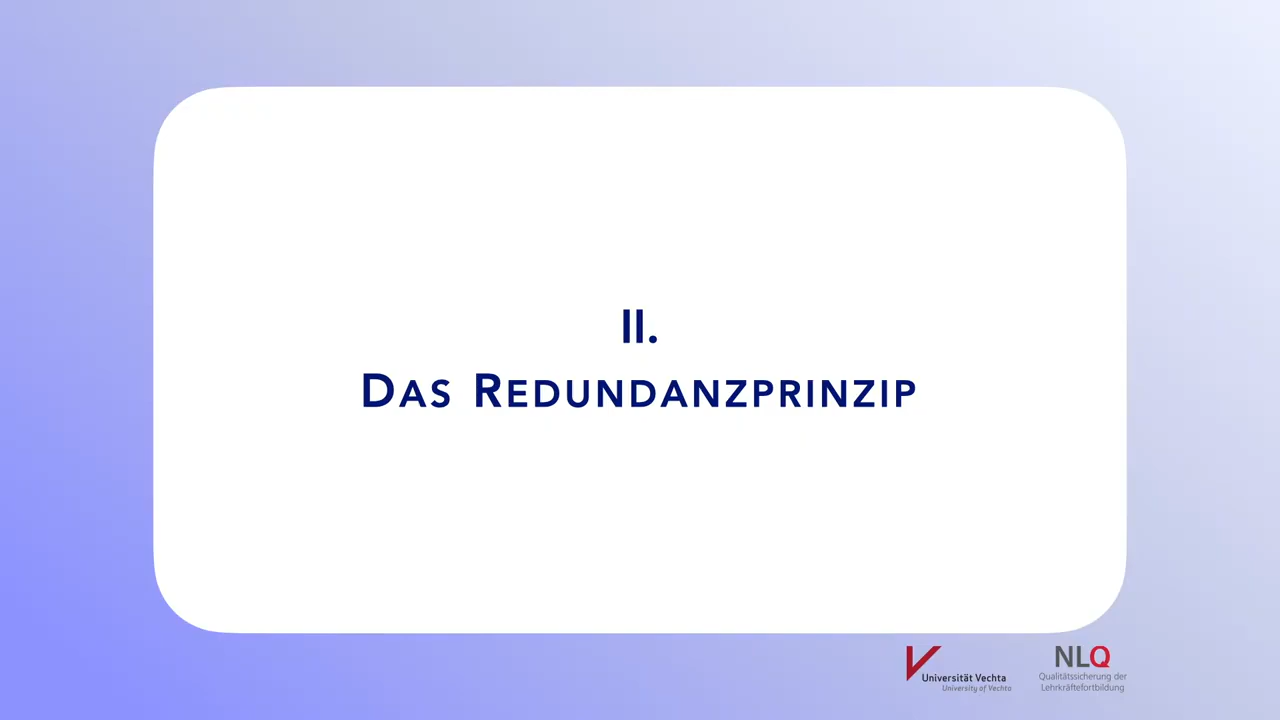 II.
Das Redundanzprinzip
Universität Vechta
University of Vechta
NLQ
Qualitätssicherung der
Lehrkräftefortbildung